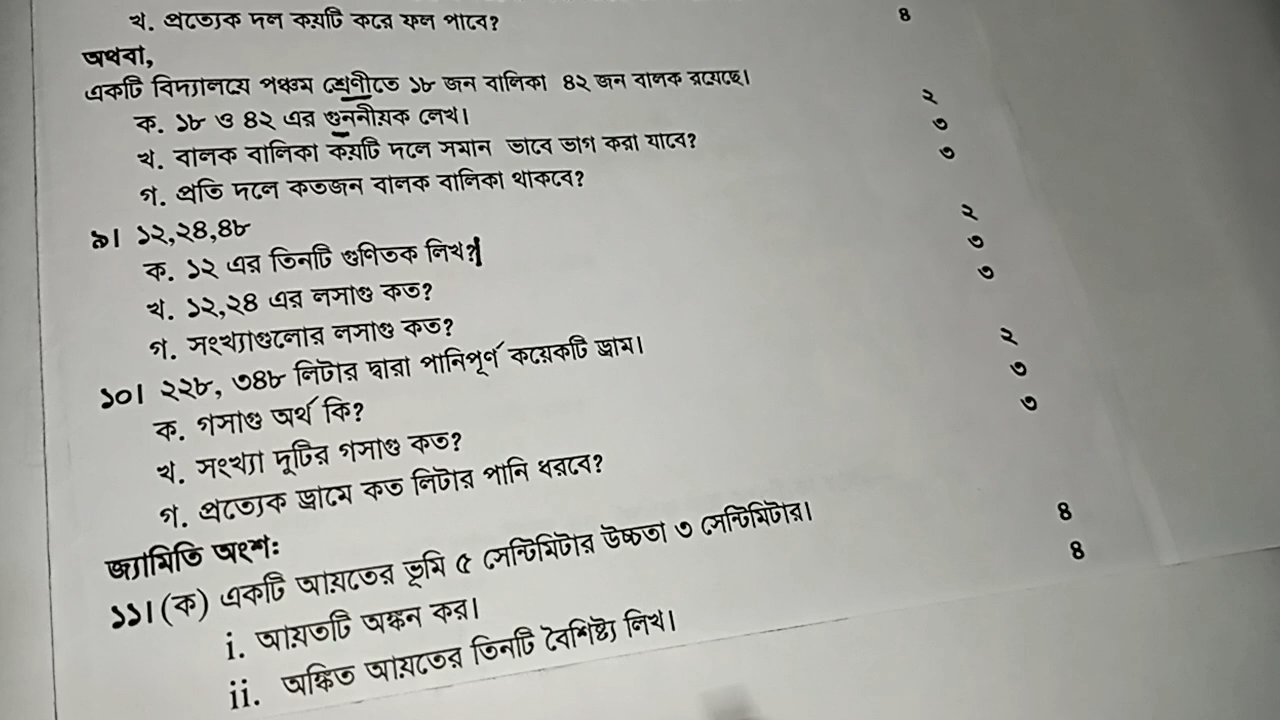 খ. প্রত্যেক দল কয়টি করে ফল পাবে? ৪
অথবা,
একটি বিদ্যালয়ে পঞ্চম শ্রেণীতে ১৮ জন বালিকা ৪২ জন বালক রয়েছে।
ক. ১৮ ও ৪২ এর গুননীয়ক লেখ। ২
খ. বালক বালিকা কয়টি দলে সমান ভাবে ভাগ করা যাবে? ৩
গ. প্রতি দলে কতজন বালক বালিকা থাকবে? ৩
৯। ১২,২৪,৪৮
ক. ১২ এর তিনটি গুণিতক লিখ? ২
খ. ১২,২৪ এর লসাগু কত? ৩
গ. সংখ্যাগুলোর লসাগু কত? ৩
১০। ২২৮, ৩৪৮ লিটার দ্বারা পানিপূর্ণ কয়েকটি ড্রাম।
ক. গসাগু অর্থ কি? ২
খ. সংখ্যা দুটির গসাগু কত? ৩
গ. প্রত্যেক ড্রামে কত লিটার পানি ধরবে? ৩
জ্যামিতি অংশঃ
১১। (ক) একটি আয়তের ভূমি ৫ সেন্টিমিটার উচ্চতা ৩ সেন্টিমিটার।
i. আয়তটি অঙ্কন কর। ৪
ii. অঙ্কিত আয়তের তিনটি বৈশিষ্ট্য লিখ। ৪